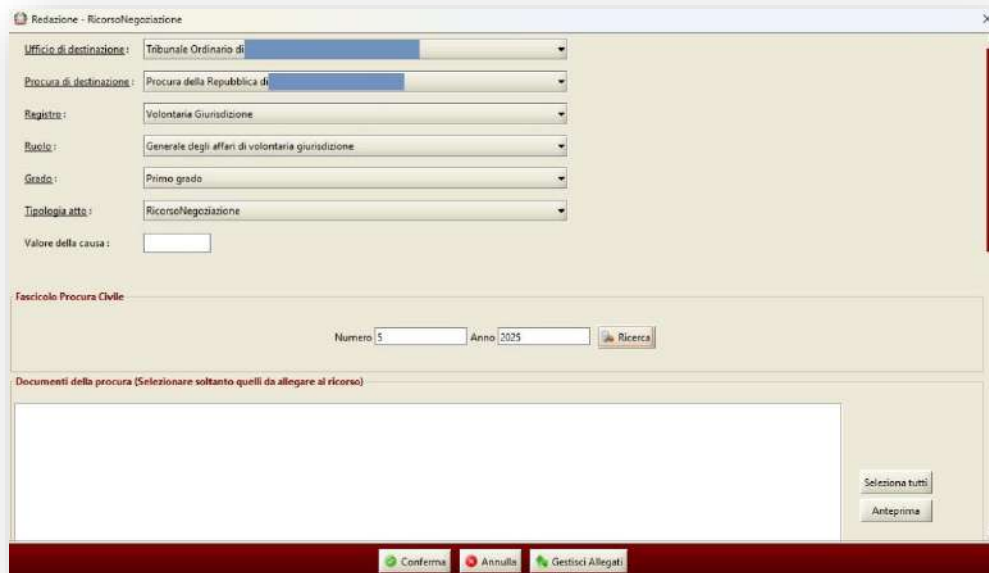 Redazione - RicorsoNegoziazione
Ufficio di destinazione : Tribunale Ordinario di
Procura di destinazione : Procura della Repubblica di
Registro : Volontaria Giurisdizione
Ruolo : Generale degli affari di volontaria giurisdizione
Grado : Primo grado
Tipologia atto : RicorsoNegoziazione
Valore della causa :
Fascicolo Procura Civile
Numero 5 Anno 2025 Ricerca
Documenti della procura (Selezionare soltanto quelli da allegare al ricorso)
Seleziona tutti
Anteprima
Conferma Annulla Gestisci Allegati